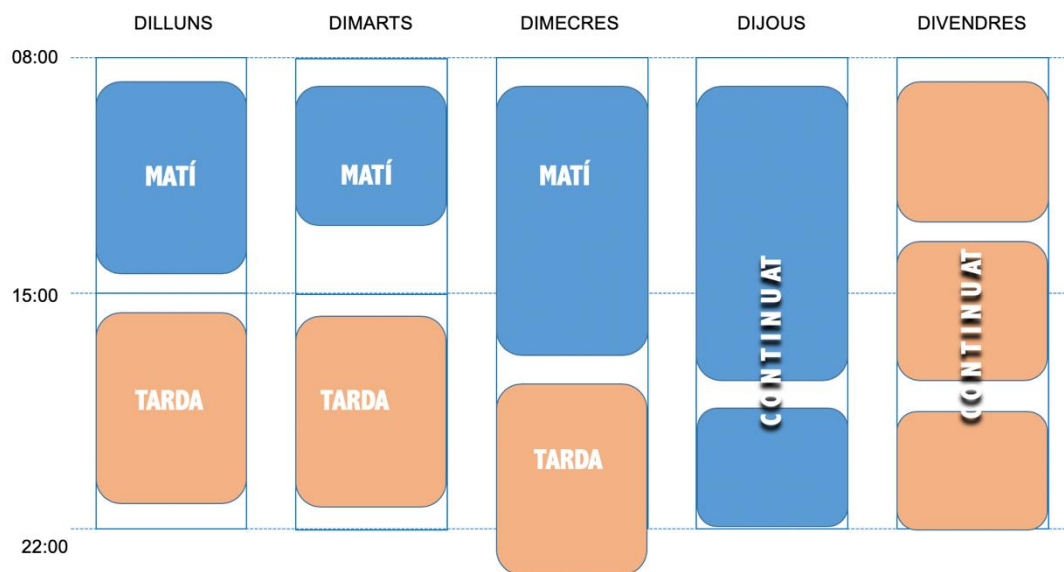 DILLUNS
DIMARTS
DIMECRES
DIJOUS
DIVENDRES
08:00
MATÍ
MATÍ
MATÍ
15:00
CONTINUAT
CONTINUAT
TARDA
TARDA
TARDA
22:00